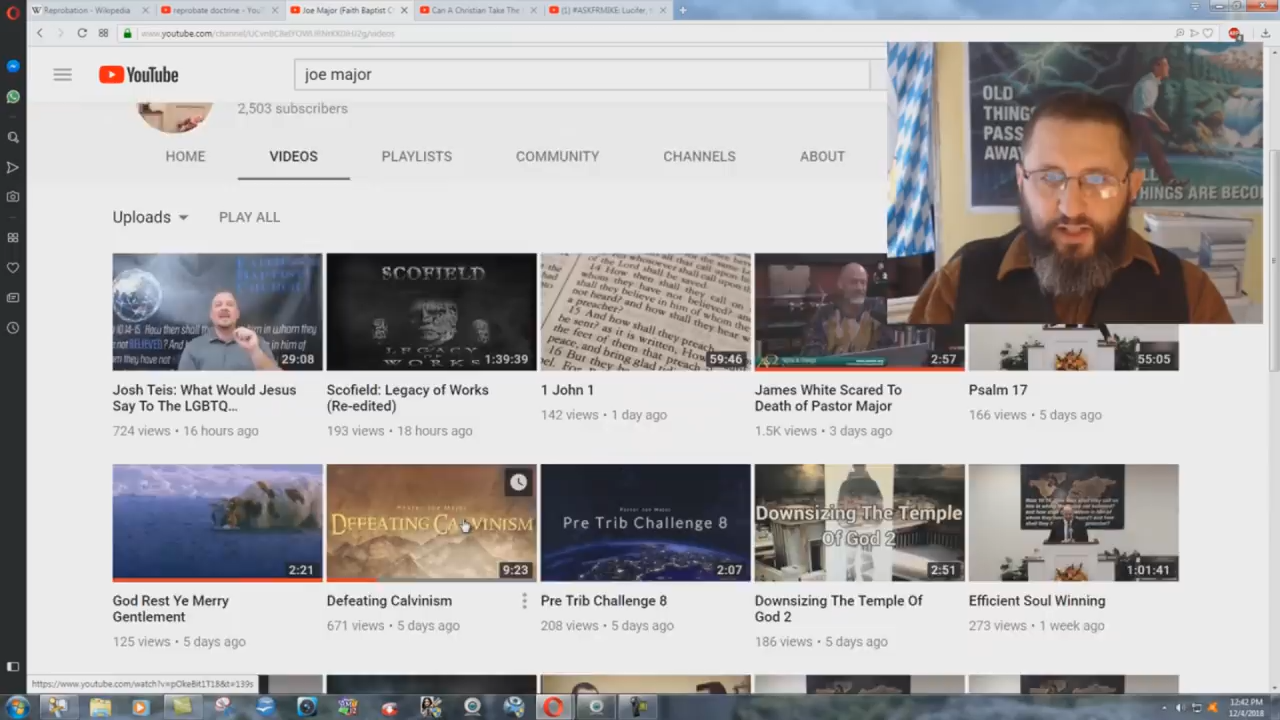 Reprobation - Wikipedia
reprobate doctrine - You
Joe Major (Faith Baptist C
Can A Christian Take The
(1) #ASKFRMIKE: Lucifer,
YouTube
joe major
2,503 subscribers
HOME
VIDEOS
PLAYLISTS
COMMUNITY
CHANNELS
ABOUT
OLD
THINGS
PASS
AWAY
ALL
THINGS ARE BECO
Uploads
PLAY ALL
29:08
SCOFIELD
LEGACY
WORKS
1:39:39
59:46
2:57
55:05
Josh Teis: What Would Jesus
Say To The LGBTQ...
724 views • 16 hours ago
Scofield: Legacy of Works
(Re-edited)
193 views • 18 hours ago
1 John 1
142 views • 1 day ago
James White Scared To
Death of Pastor Major
1.5K views • 3 days ago
Psalm 17
166 views • 5 days ago
2:21
Pastor Joe Major
DEFEATING CALVINISM
9:23
Pastor Joe Major
Pre Trib Challenge 8
2:07
Downsizing The Temple
Of God 2
2:51
1:01:41
God Rest Ye Merry
Gentlement
125 views • 5 days ago
Defeating Calvinism
671 views • 5 days ago
Pre Trib Challenge 8
208 views • 5 days ago
Downsizing The Temple Of
God 2
186 views • 5 days ago
Efficient Soul Winning
273 views • 1 week ago
12:42 PM
12/4/2018